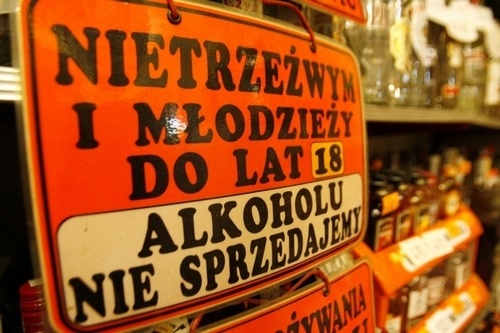 NIETRZEŹWYM
I MŁODZIEŻY
DO LAT 18
ALKOHOLU
NIE SPRZEDAJEMY